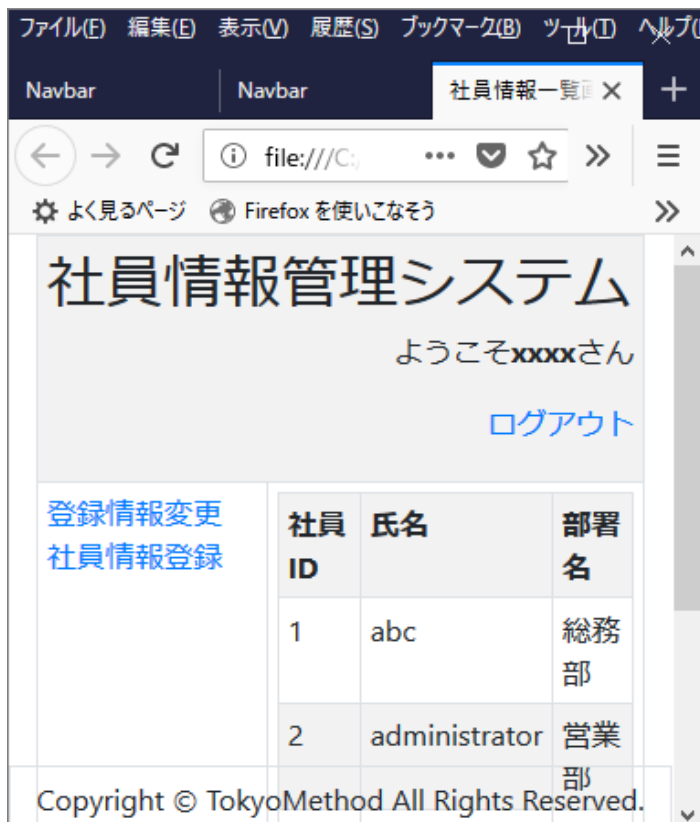 ファイル(F) 編集(E) 表示(V) 履歴(S) ブックマーク(B) ツール(T)
Navbar Navbar 社員情報一覧
file:///C:/
よく見るページ Firefox を使いこなそう
社員情報管理システム
ようこそxxxxさん
ログアウト
登録情報変更
社員情報登録
社員 氏名 部署
ID 名
1 abc 総務
部
2 administrator 営業
部
Copyright © TokyoMethod All Rights Reserved.